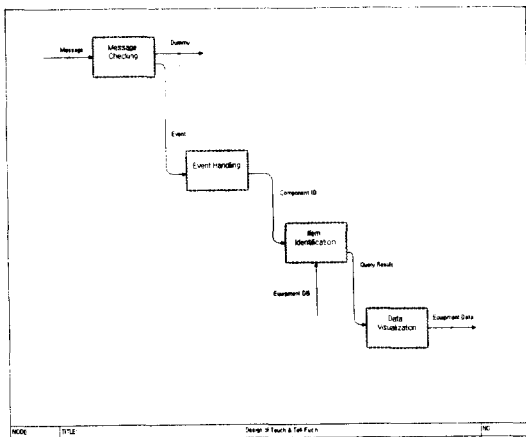 Message
Message
Checking
Dummy
Event
Event Handling
Component ID
Item
Identification
Query Result
Equipment DB
Data
Visualization
Equipment Data
NODE
TITLE
Design of Touch & Tell Func
NO